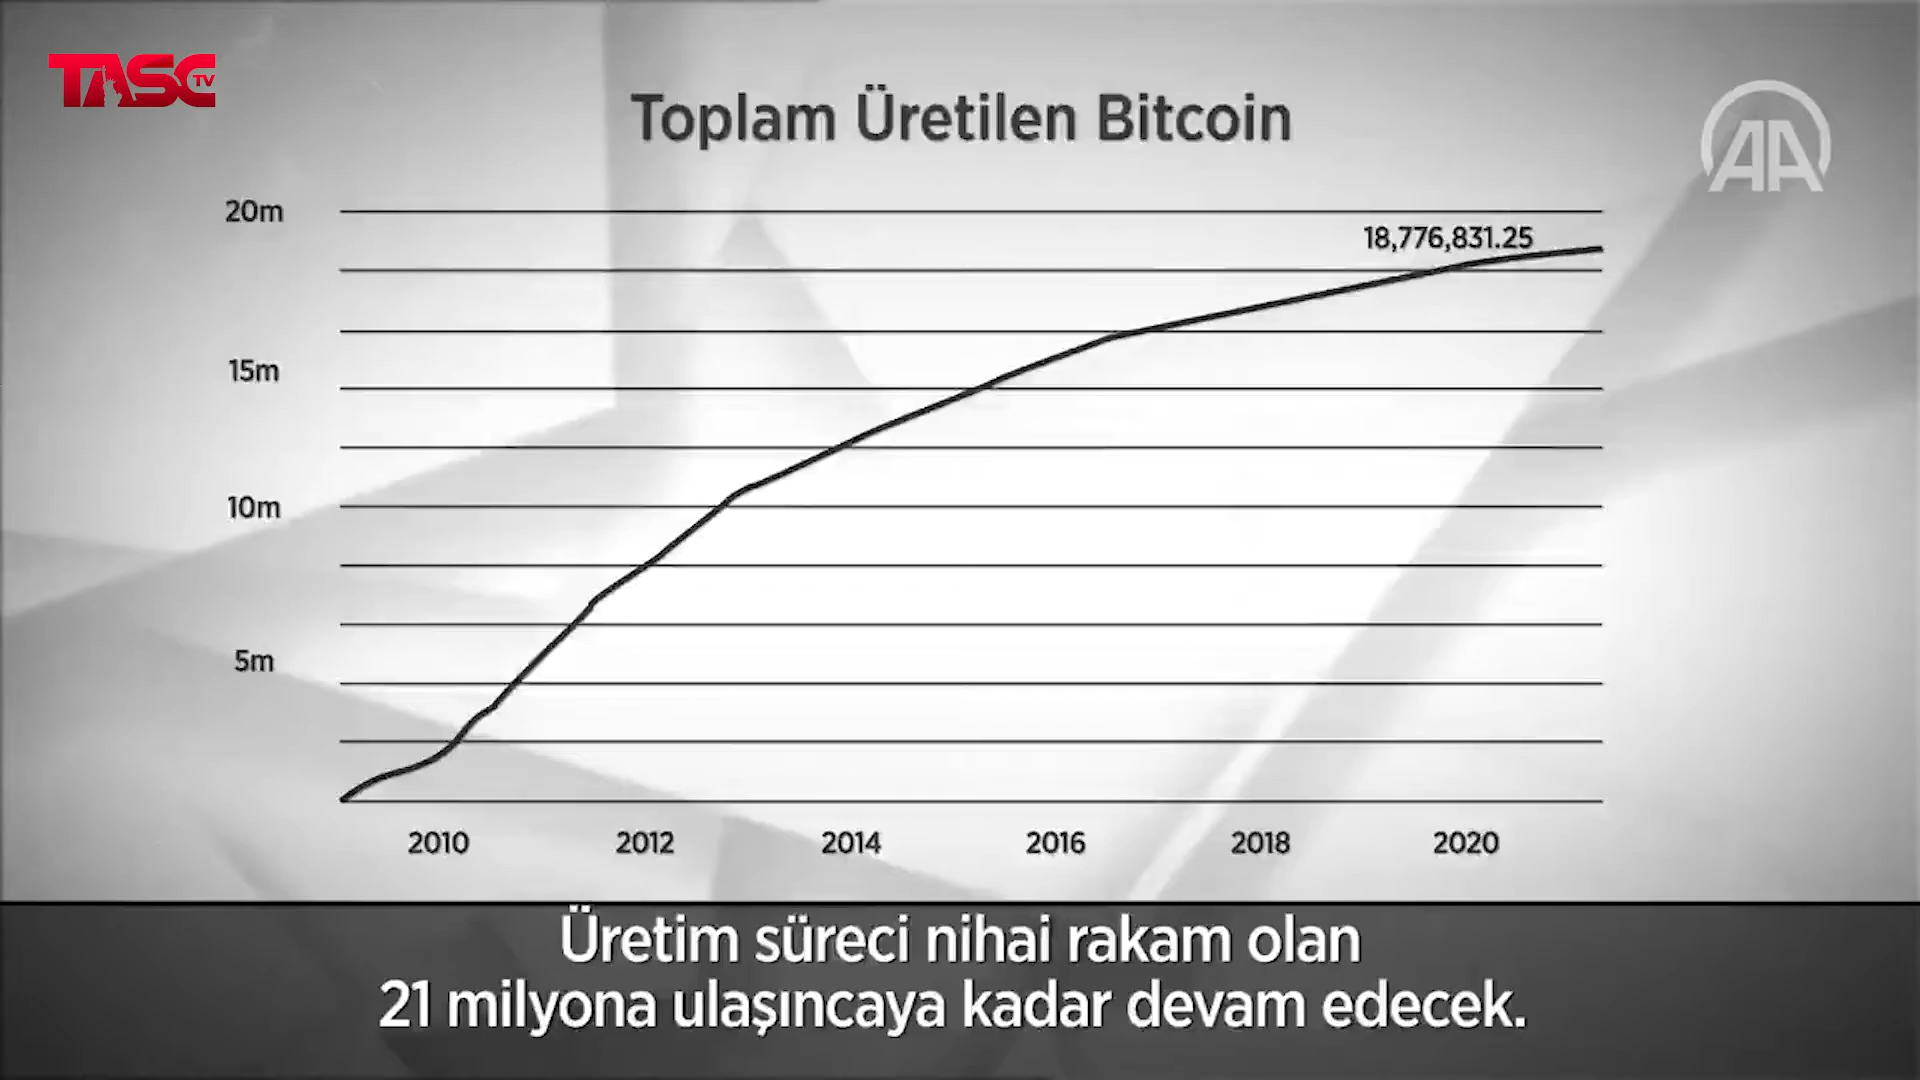 TASC TV
AA
Toplam Üretilen Bitcoin
20m
18,776,831.25
15m
10m
5m
2010 2012 2014 2016 2018 2020
Üretim süreci nihai rakam olan
21 milyona ulaşıncaya kadar devam edecek.